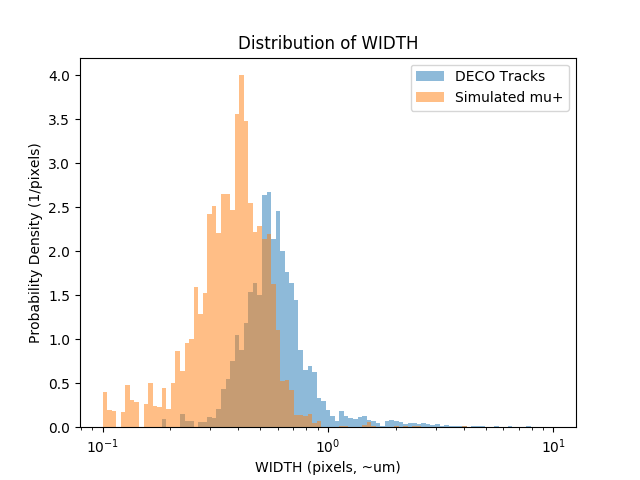 Distribution of WIDTH
DECO Tracks
Simulated mu+
Probability Density (1/pixels)
4.0
3.5
3.0
2.5
2.0
1.5
1.0
0.5
0.0
10⁻¹ 10⁰ 10¹
WIDTH (pixels, ~um)